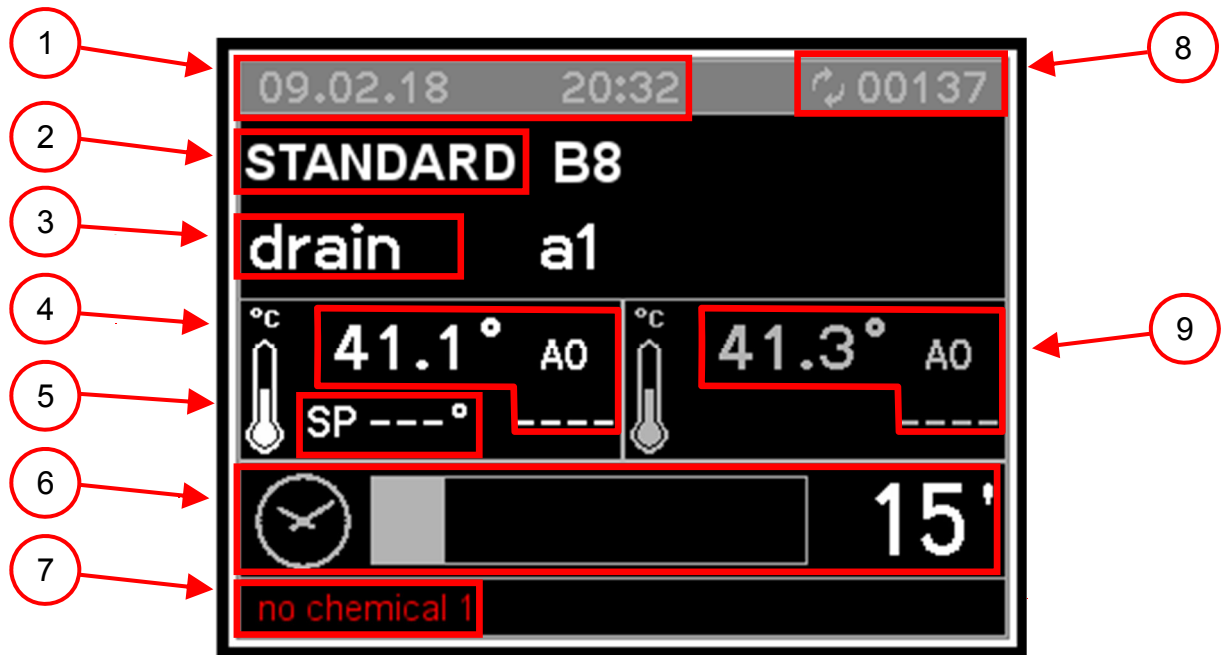 1
8
09.02.18 20:32 00137
2
STANDARD B8
3
drain a1
4
°C 41.1° A0 °C 41.3° A0
9
5
SP ---° ---- ----
6
15'
7
no chemical 1